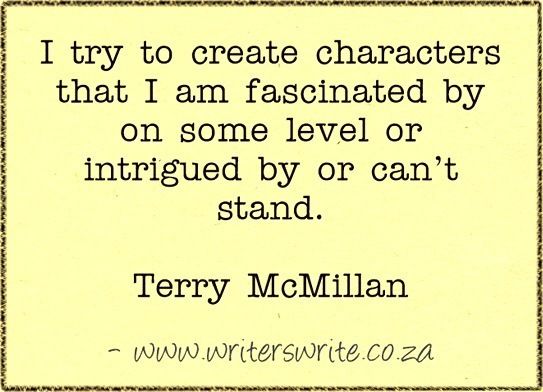 I try to create characters
that I am fascinated by
on some level or
intrigued by or can't
stand.
Terry McMillan
- www.writerswrite.co.za